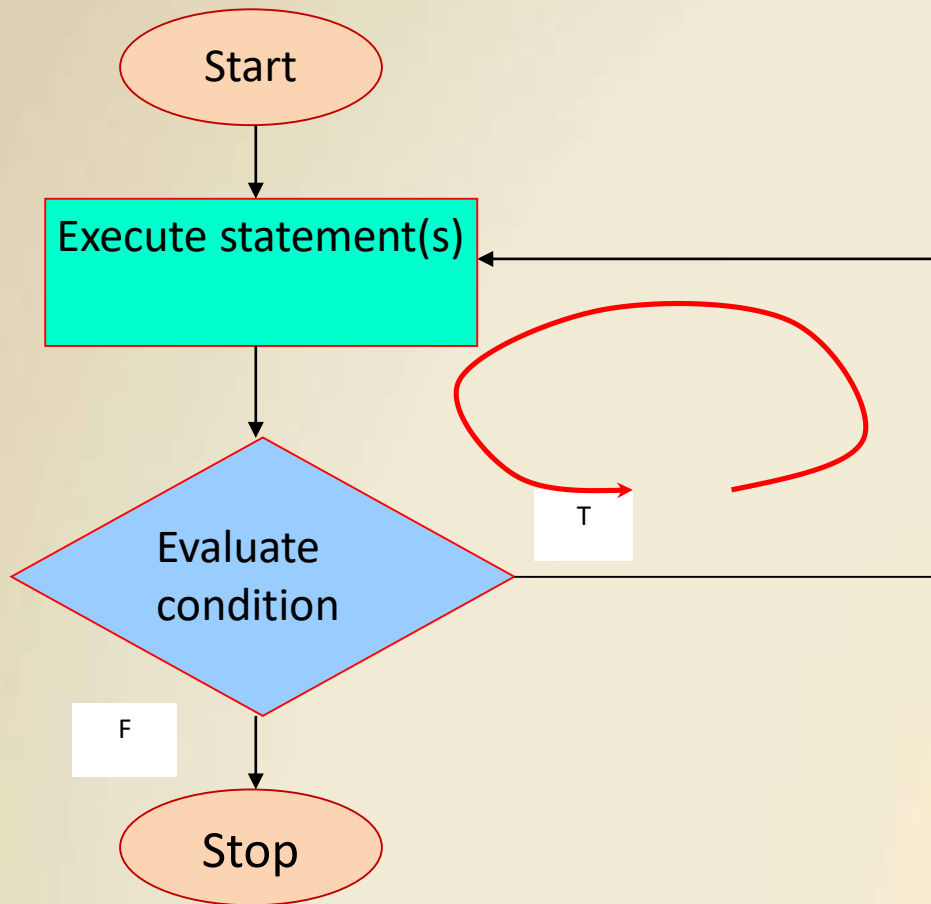 Start
Execute statement(s)
T
Evaluate
condition
F
Stop